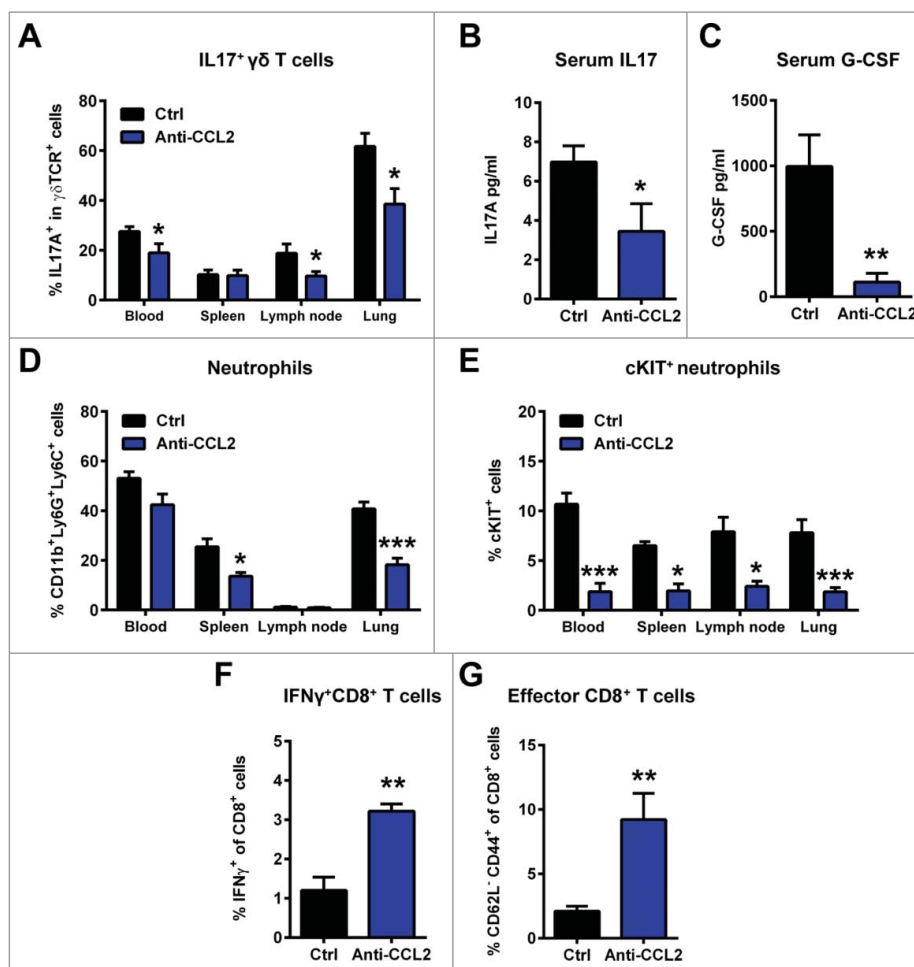 A
IL17⁺ γδ T cells
% IL17A⁺ in γδTCR⁺ cells
80
60
40
20
0
Ctrl
Anti-CCL2
*
*
*
Blood
Spleen
Lymph node
Lung
B
Serum IL17
IL17A pg/ml
10
8
6
4
2
0
*
Ctrl
Anti-CCL2
C
Serum G-CSF
G-CSF pg/ml
1500
1000
500
0
**
Ctrl
Anti-CCL2
D
Neutrophils
% CD11b⁺Ly6G⁺Ly6C⁺ cells
80
60
40
20
0
Ctrl
Anti-CCL2
*
***
Blood
Spleen
Lymph node
Lung
E
cKIT⁺ neutrophils
% cKIT⁺ cells
20
15
10
5
0
Ctrl
Anti-CCL2
***
*
*
***
Blood
Spleen
Lymph node
Lung
F
IFNγ⁺CD8⁺ T cells
% IFNγ⁺ of CD8⁺ cells
5
4
3
2
1
0
**
Ctrl
Anti-CCL2
G
Effector CD8⁺ T cells
% CD62L⁻ CD44⁺ of CD8⁺ cells
15
10
5
0
**
Ctrl
Anti-CCL2